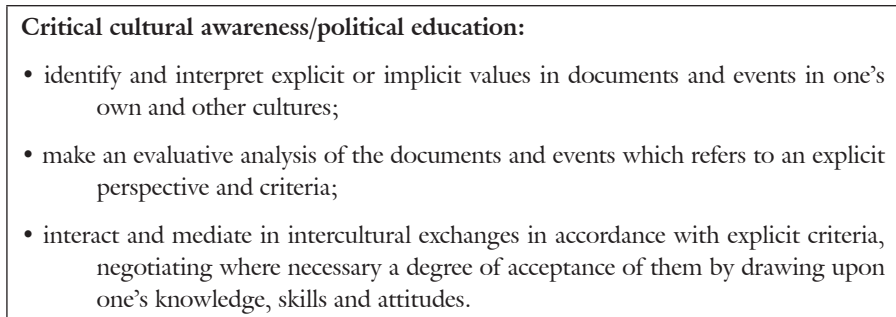 Critical cultural awareness/political education:
• identify and interpret explicit or implicit values in documents and events in one’s
own and other cultures;
• make an evaluative analysis of the documents and events which refers to an explicit
perspective and criteria;
• interact and mediate in intercultural exchanges in accordance with explicit criteria,
negotiating where necessary a degree of acceptance of them by drawing upon
one’s knowledge, skills and attitudes.